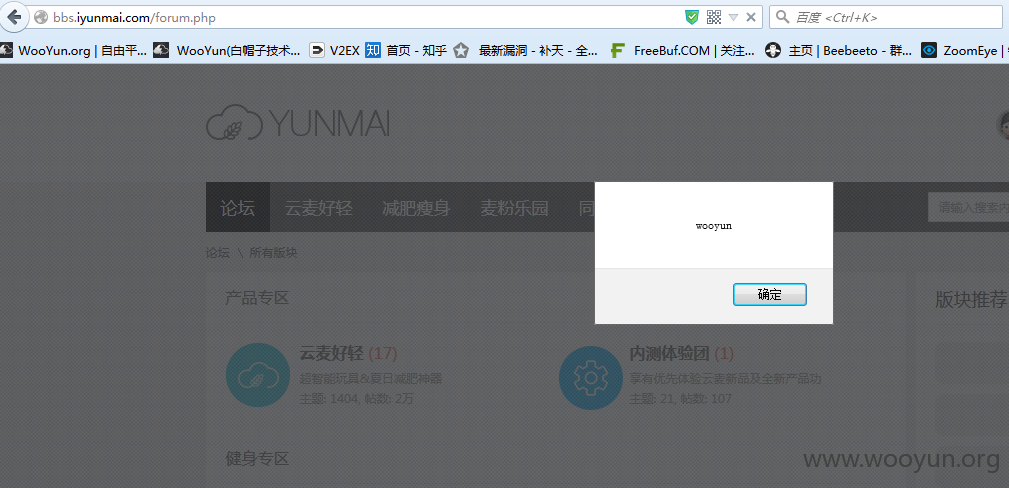 bbs.iyunmai.com/forum.php
百度 <Ctrl+K>
WooYun.org | 自由平... WooYun(白帽子技术... V2EX 首页 - 知乎 最新漏洞 - 补天 - 全... FreeBuf.COM | 关注... 主页 | Beebeeto - 群... ZoomEye |
YUNMAI
论坛 云麦好轻 减肥瘦身 麦粉乐园 同
请输入搜索内
wooyun
确定
论坛 \ 所有版块
产品专区
版块推荐
云麦好轻 (17)
超智能玩具&夏日减肥神器
主题: 1404, 帖数: 2万
内测体验团 (1)
享有优先体验云麦新品及全新产品功
主题: 21, 帖数: 107
健身专区
www.wooyun.org